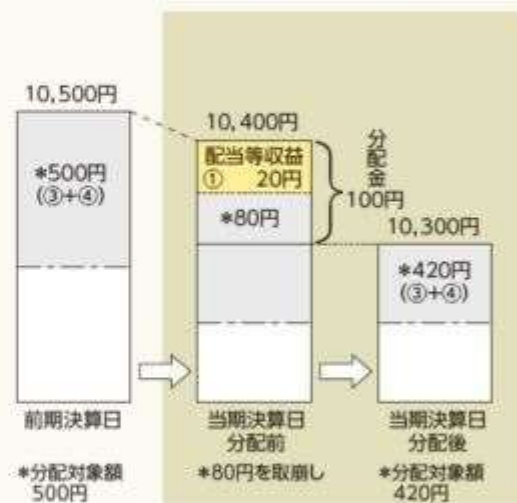 10,500円
*500円
(③+④)
前期決算日
*分配対象額
500円
10,400円
配当等収益
① 20円
*80円
分配金
100円
当期決算日
分配前
*80円を取崩し
10,300円
*420円
(③+④)
当期決算日
分配後
*分配対象額
420円